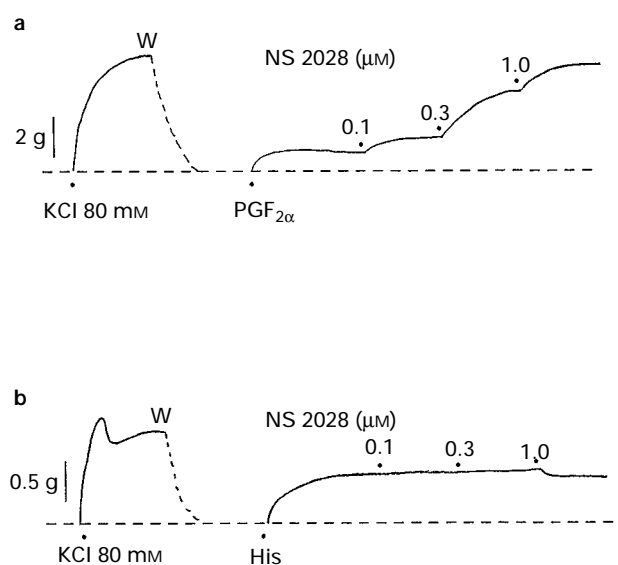 a
W
NS 2028 (µM)
1.0
0.3
0.1
2 g
KCl 80 mM
PGF2α
b
W
NS 2028 (µM)
0.1
0.3
1.0
0.5 g
KCl 80 mM
His